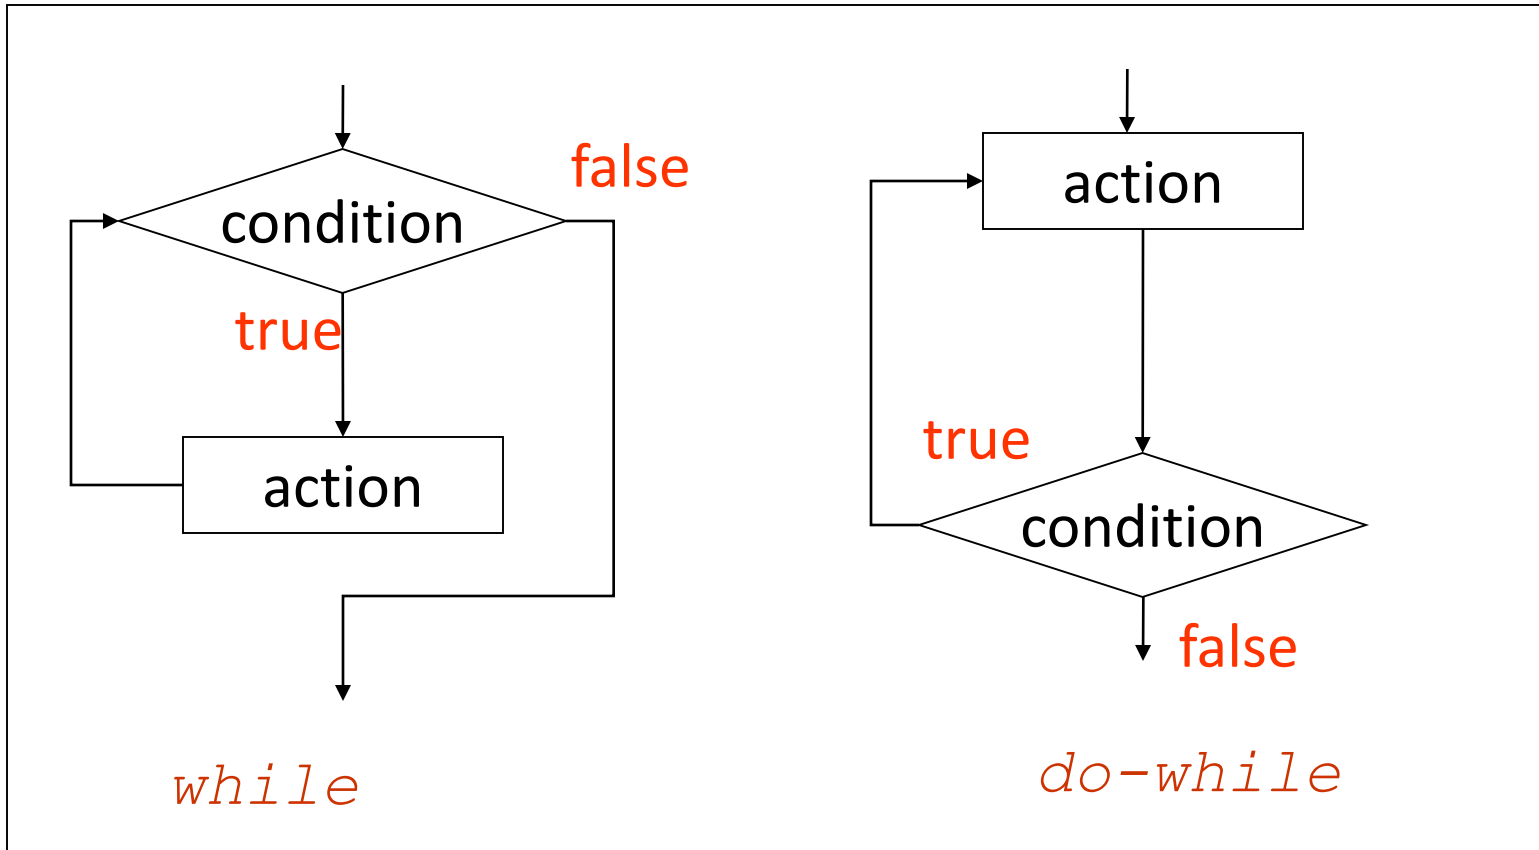 condition
false
true
action
while
action
true
condition
false
do-while